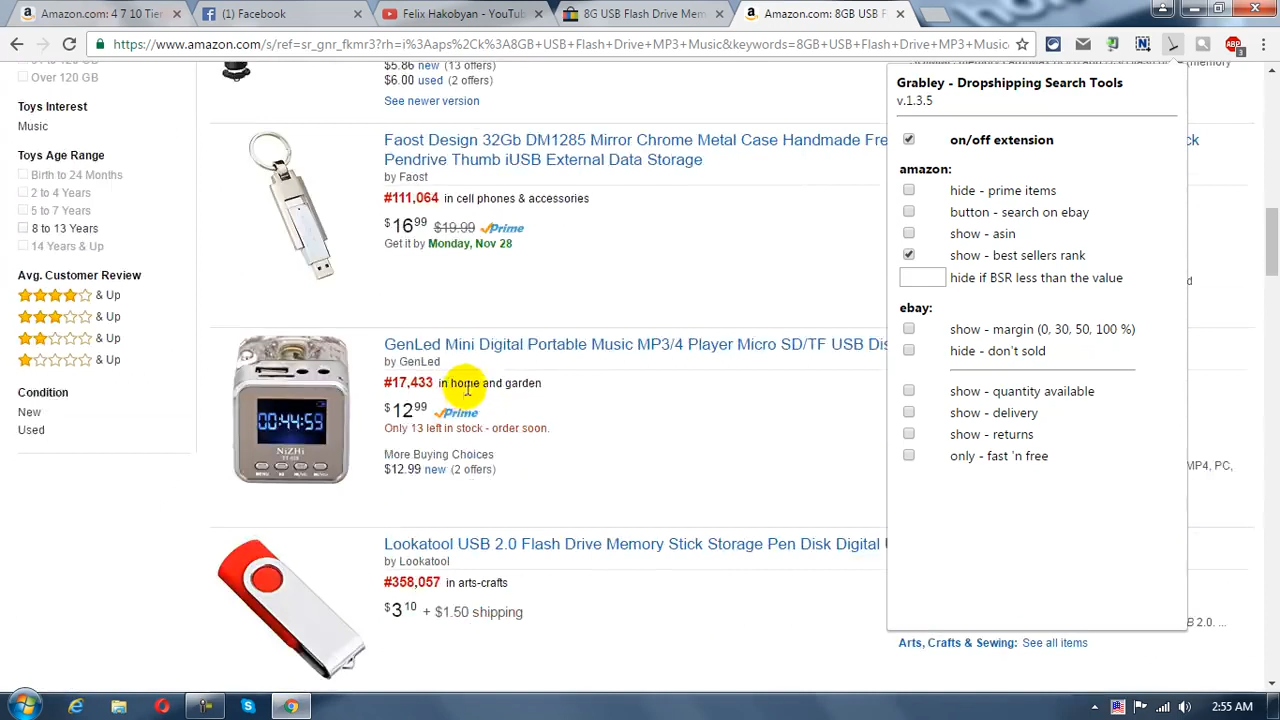 Amazon.com: 4 7 10 Tier
(1) Facebook
Felix Hakobyan - YouTub
8G USB Flash Drive Mem
Amazon.com: 8GB USB F
https://www.amazon.com/s/ref=sr_gnr_fkmr3?rh=i%3Aaps%2Ck%3A8GB+USB+Flash+Drive+MP3+Music&keywords=8GB+USB+Flash+Drive+MP3+Music
ABP
3
Over 120 GB
Toys Interest
Music
Toys Age Range
Birth to 24 Months
2 to 4 Years
5 to 7 Years
8 to 13 Years
14 Years & Up
Avg. Customer Review
& Up
& Up
& Up
& Up
Condition
New
Used
$5.86 new (13 offers)
$6.00 used (2 offers)
See newer version
Faost Design 32Gb DM1285 Mirror Chrome Metal Case Handmade Fre
Pendrive Thumb iUSB External Data Storage
by Faost
#111,064 in cell phones & accessories
$16 99 $19.99 Prime
Get it by Monday, Nov 28
GenLed Mini Digital Portable Music MP3/4 Player Micro SD/TF USB Dis
by GenLed
#17,433 in home and garden
$12 99 Prime
Only 13 left in stock - order soon.
More Buying Choices
$12.99 new (2 offers)
00:44:59
NiZHi
Lookatool USB 2.0 Flash Drive Memory Stick Storage Pen Disk Digital U
by Lookatool
#358,057 in arts-crafts
$3 10 + $1.50 shipping
Grabley - Dropshipping Search Tools
v.1.3.5
on/off extension
amazon:
hide - prime items
button - search on ebay
show - asin
show - best sellers rank
hide if BSR less than the value
ebay:
show - margin (0, 30, 50, 100 %)
hide - don't sold
show - quantity available
show - delivery
show - returns
only - fast 'n free
ck
MP4, PC,
B 2.0. ...
Arts, Crafts & Sewing: See all items
2:55 AM